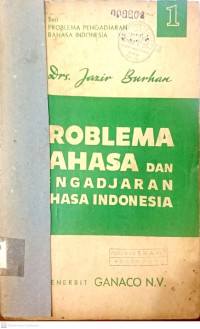 Seri
PROBLEMA PENGADJARAN
BAHASA INDONESIA
1
Drs. Jazir Burhan
ROBLEMA
AHASA DAN
NGADJARAN
HASA INDONESIA
ENERBIT GANACO N.V.